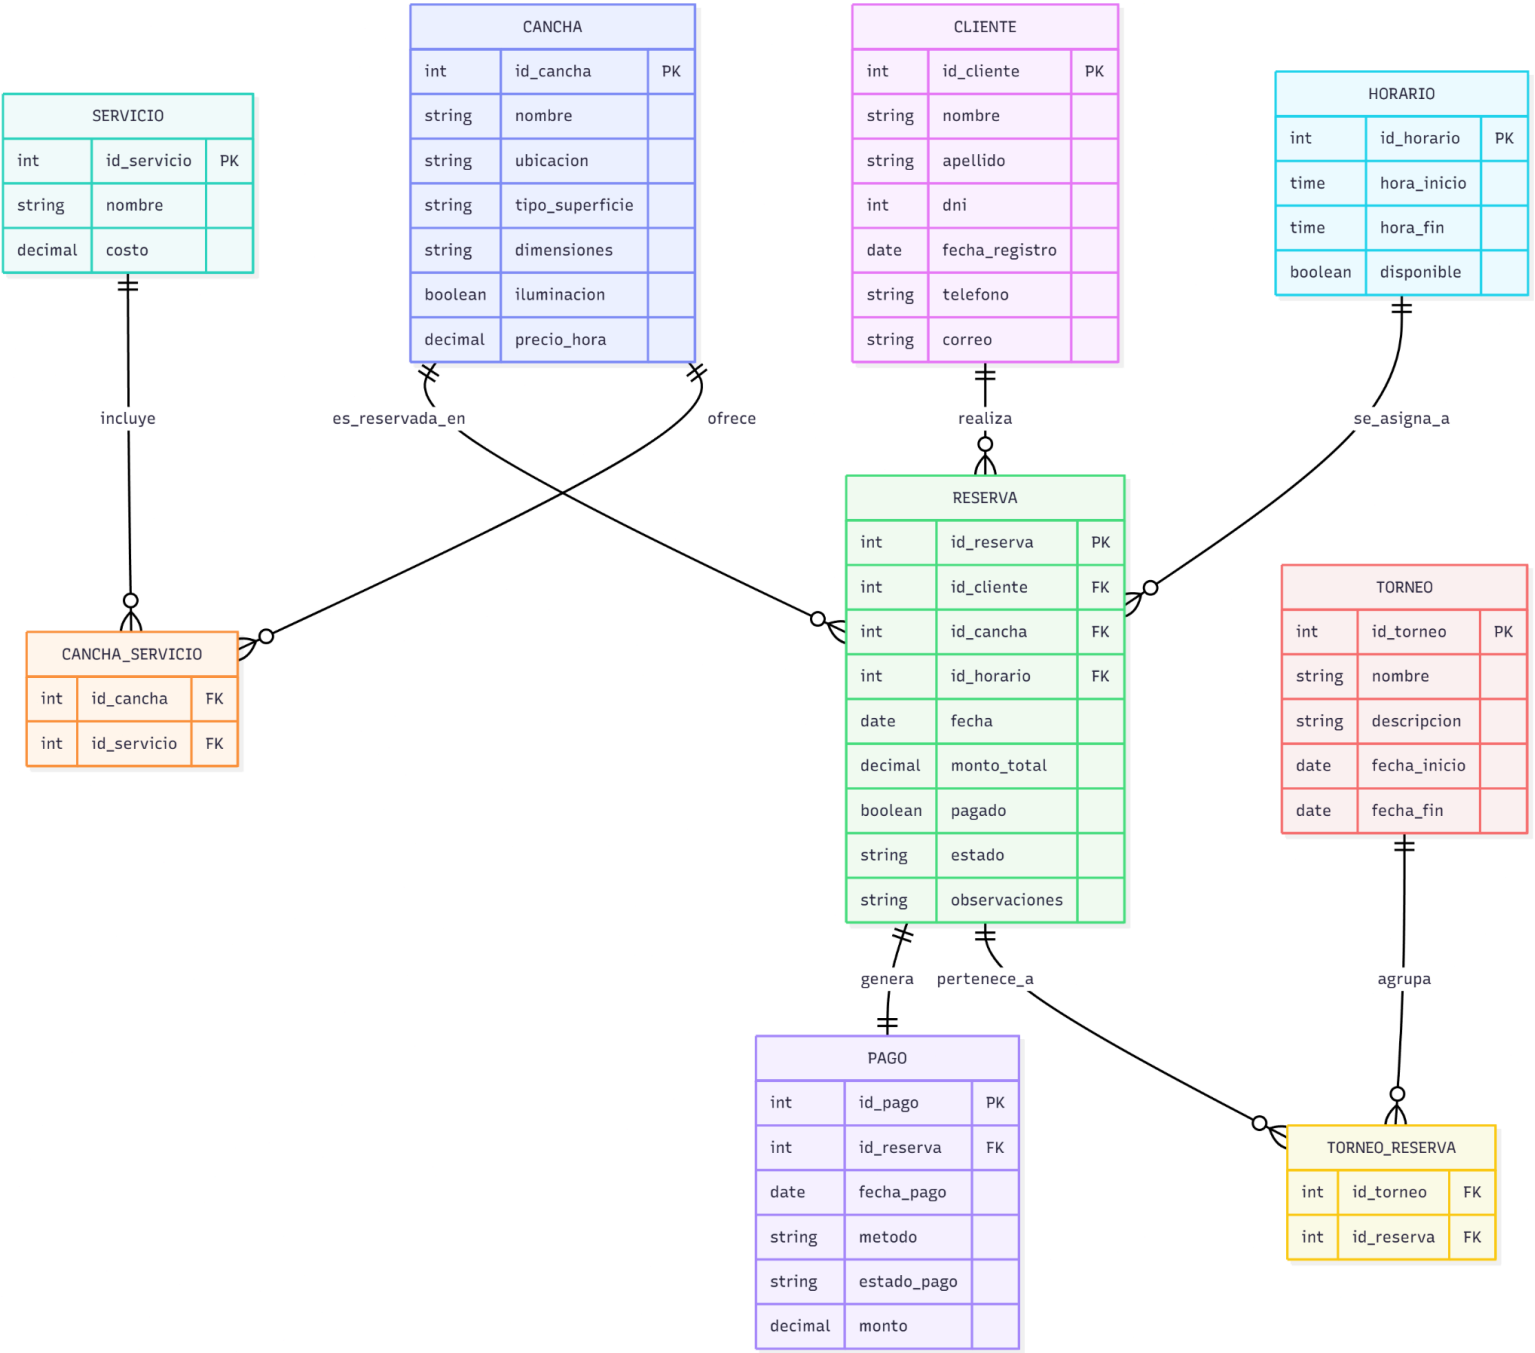 SERVICIO
int id_servicio PK
string nombre
decimal costo
CANCHA
int id_cancha PK
string nombre
string ubicacion
string tipo_superficie
string dimensiones
boolean iluminacion
decimal precio_hora
CLIENTE
int id_cliente PK
string nombre
string apellido
int dni
date fecha_registro
string telefono
string correo
HORARIO
int id_horario PK
time hora_inicio
time hora_fin
boolean disponible
incluye
es_reservada_en
ofrece
realiza
se_asigna_a
CANCHA_SERVICIO
int id_cancha FK
int id_servicio FK
RESERVA
int id_reserva PK
int id_cliente FK
int id_cancha FK
int id_horario FK
date fecha
decimal monto_total
boolean pagado
string estado
string observaciones
TORNEO
int id_torneo PK
string nombre
string descripcion
date fecha_inicio
date fecha_fin
genera
pertenece_a
agrupa
PAGO
int id_pago PK
int id_reserva FK
date fecha_pago
string metodo
string estado_pago
decimal monto
TORNEO_RESERVA
int id_torneo FK
int id_reserva FK